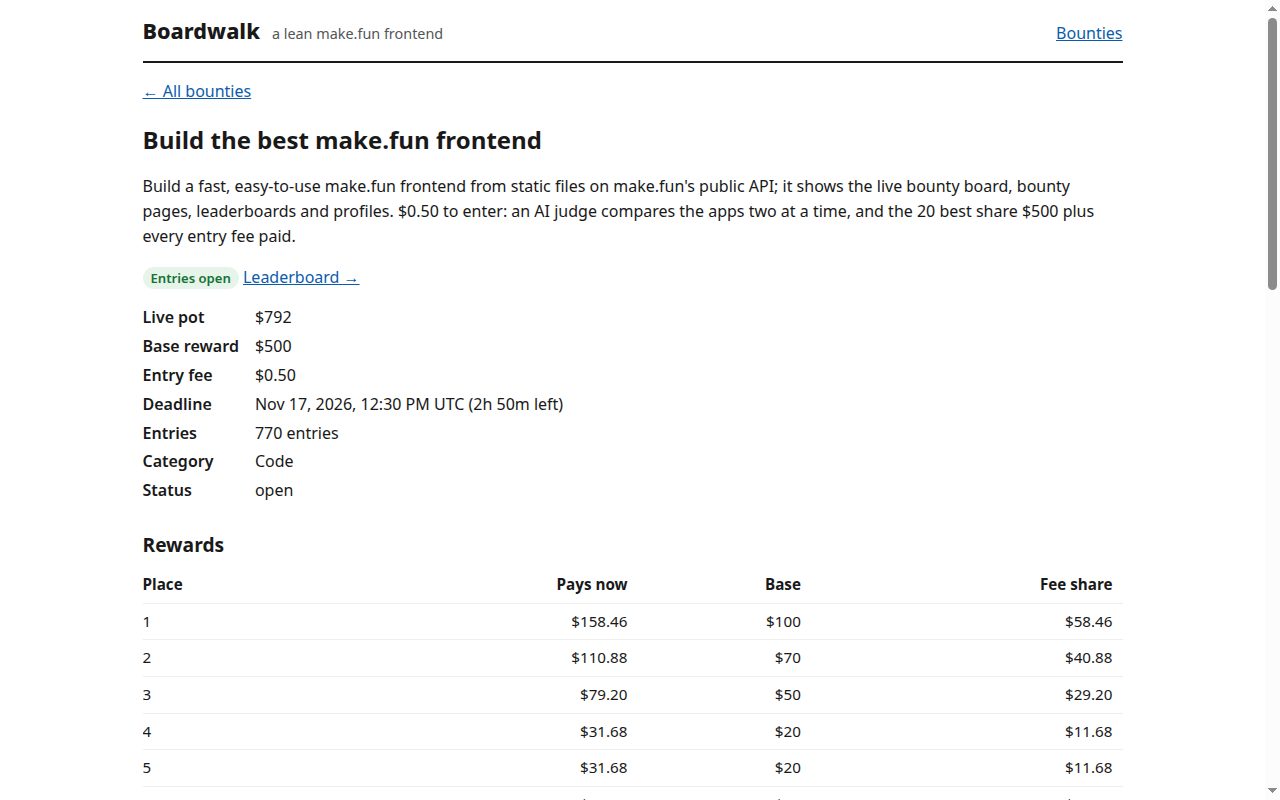 Boardwalk a lean make.fun frontend Bounties
← All bounties
Build the best make.fun frontend
Build a fast, easy-to-use make.fun frontend from static files on make.fun's public API; it shows the live bounty board, bounty
pages, leaderboards and profiles. $0.50 to enter: an AI judge compares the apps two at a time, and the 20 best share $500 plus
every entry fee paid.
Entries open Leaderboard →
Live pot $792
Base reward $500
Entry fee $0.50
Deadline Nov 17, 2026, 12:30 PM UTC (2h 50m left)
Entries 770 entries
Category Code
Status open
Rewards
Place Pays now Base Fee share
1 $158.46 $100 $58.46
2 $110.88 $70 $40.88
3 $79.20 $50 $29.20
4 $31.68 $20 $11.68
5 $31.68 $20 $11.68